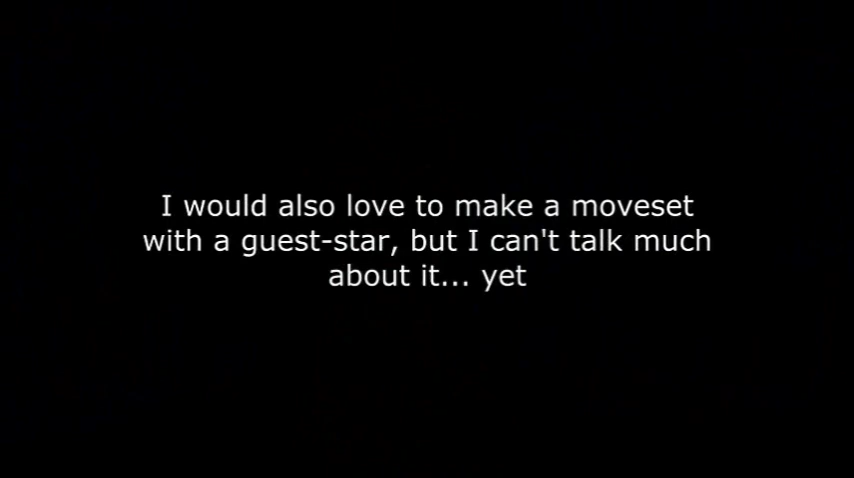 I would also love to make a moveset
with a guest-star, but I can't talk much
about it... yet